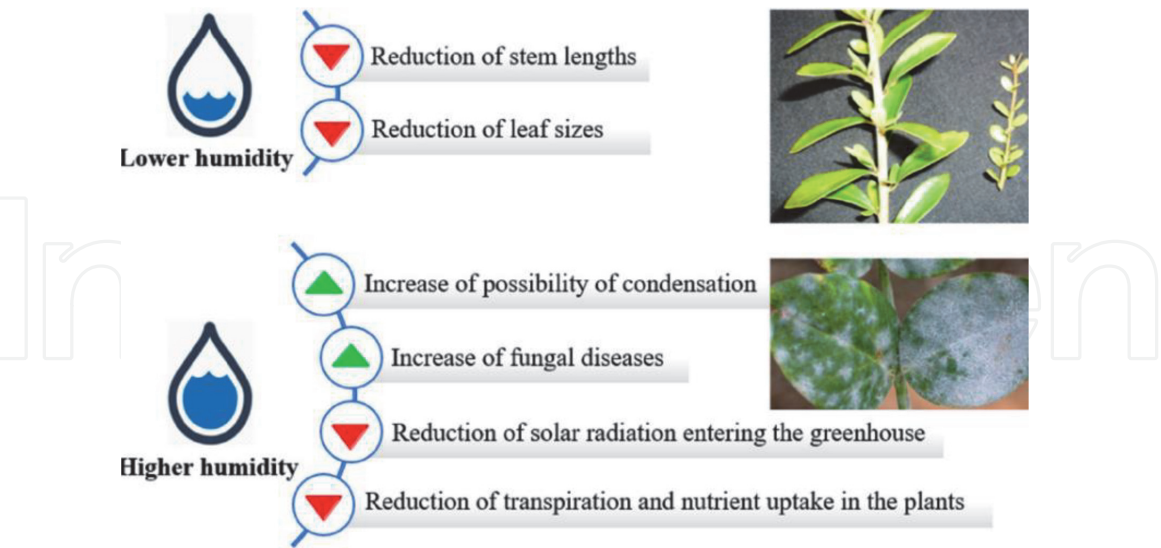 Reduction of stem lengths
Reduction of leaf sizes
Lower humidity
Increase of possibility of condensation
Increase of fungal diseases
Reduction of solar radiation entering the greenhouse
Higher humidity
Reduction of transpiration and nutrient uptake in the plants